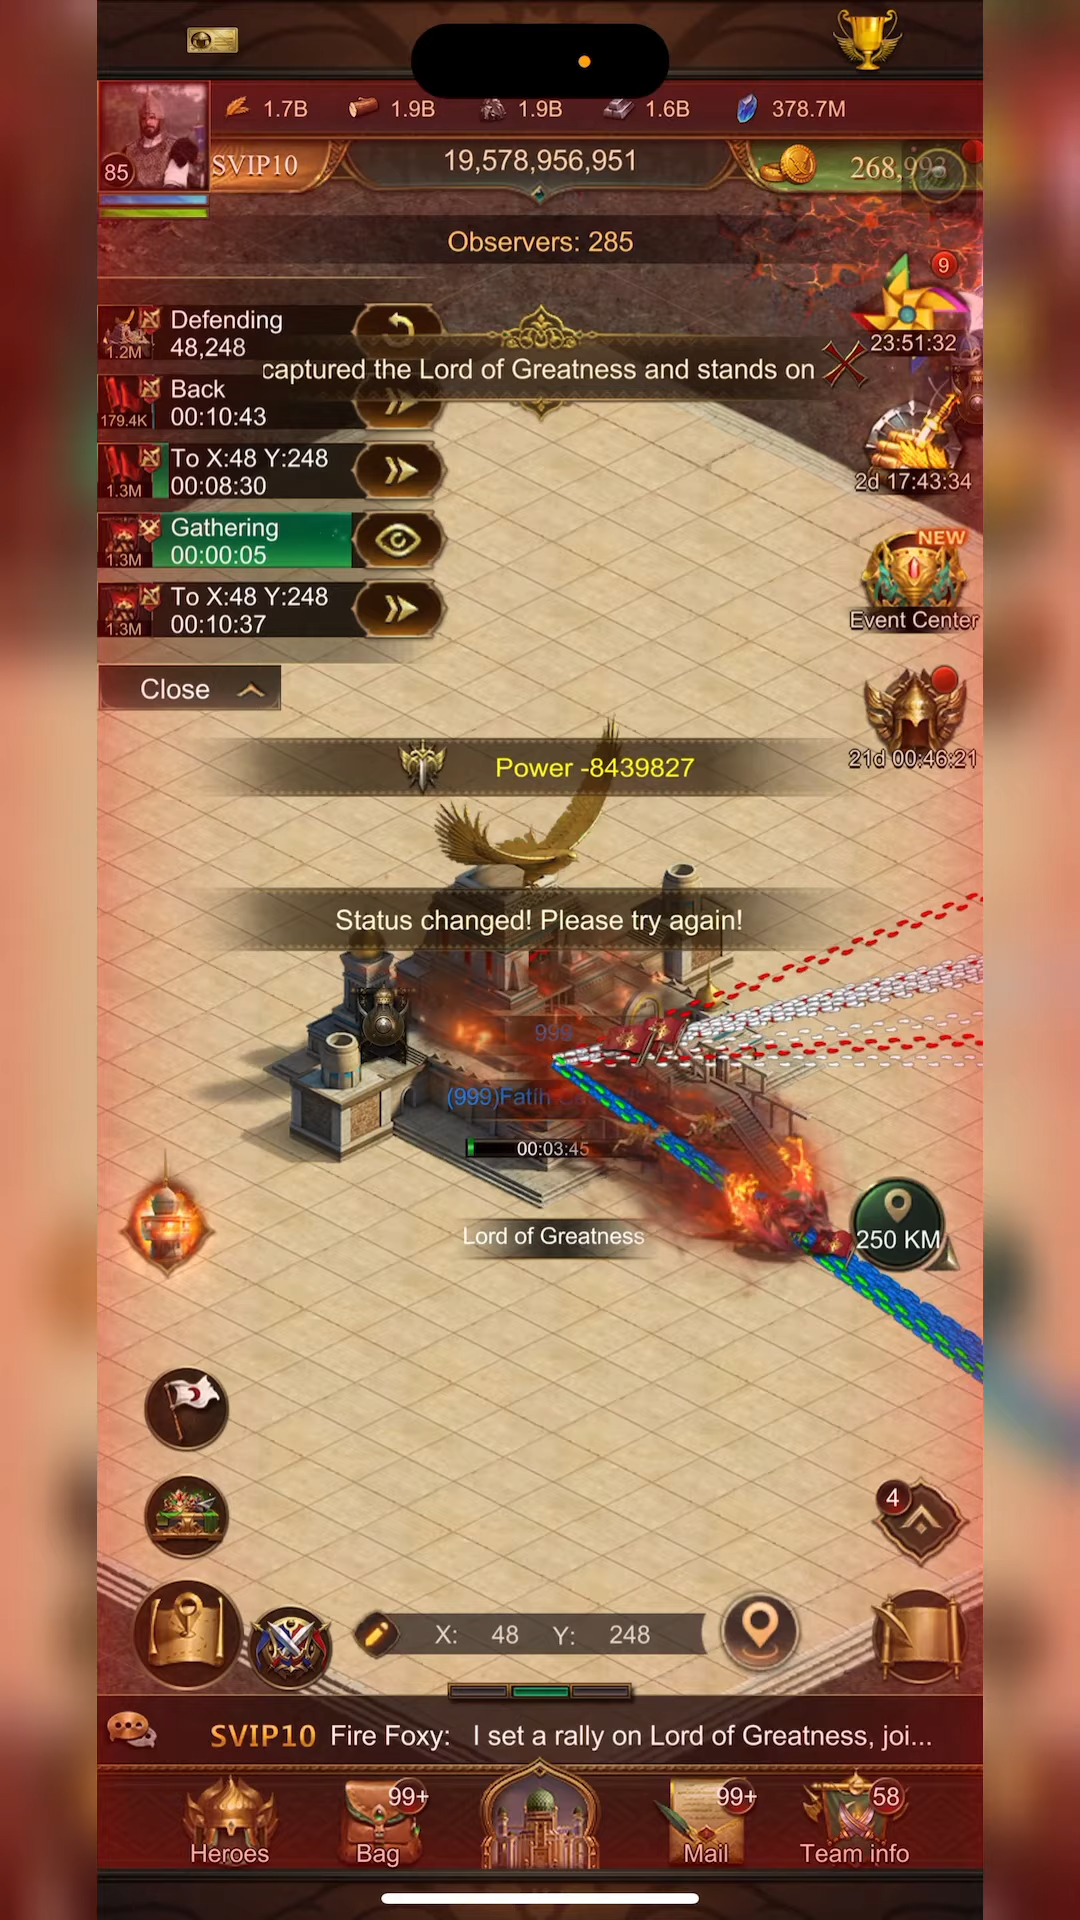 1.7B
1.9B
1.9B
1.6B
378.7M
85
SVIP10
19,578,956,951
268,993
Observers: 285
9
23:51:32
Defending
48,248
1.2M
captured the Lord of Greatness and stands on
Back
00:10:43
179.4K
To X:48 Y:248
00:08:30
1.3M
2d 17:43:34
Gathering
00:00:05
1.3M
NEW
Event Center
To X:48 Y:248
00:10:37
1.3M
Close
21d 00:46:21
Power -8439827
Status changed! Please try again!
999
(999)Fatih
00:03:45
Lord of Greatness
250 KM
4
X: 48 Y: 248
SVIP10 Fire Foxy: I set a rally on Lord of Greatness, joi...
99+
99+
58
Heroes
Bag
Mail
Team info